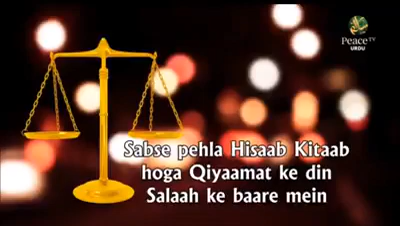 Peace TV
URDU
Sabse pehla Hisaab Kitaab
hoga Qiyaamat ke din
Salaah ke baare mein